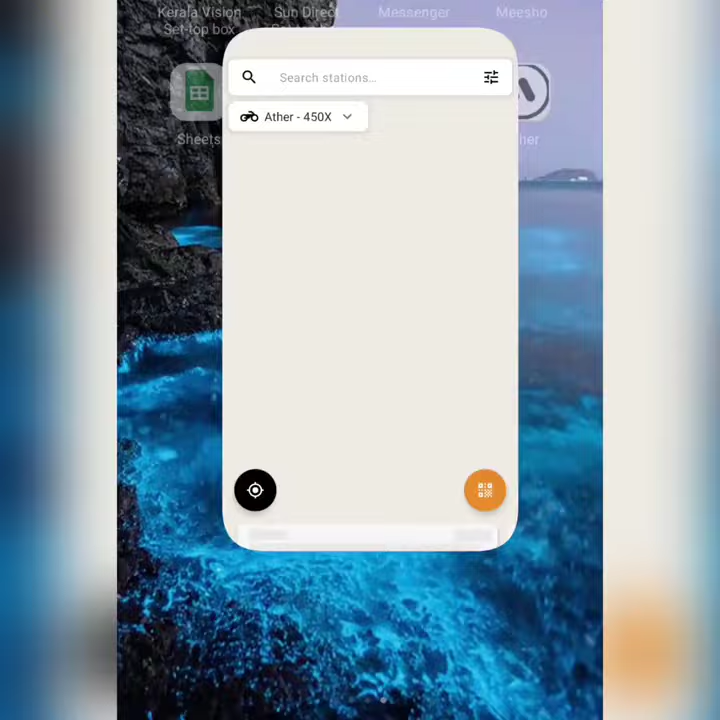 Kerala Vision
Set-top box
Sun Direct
Messenger
Meesho
Search stations...
Ather - 450X
Sheets